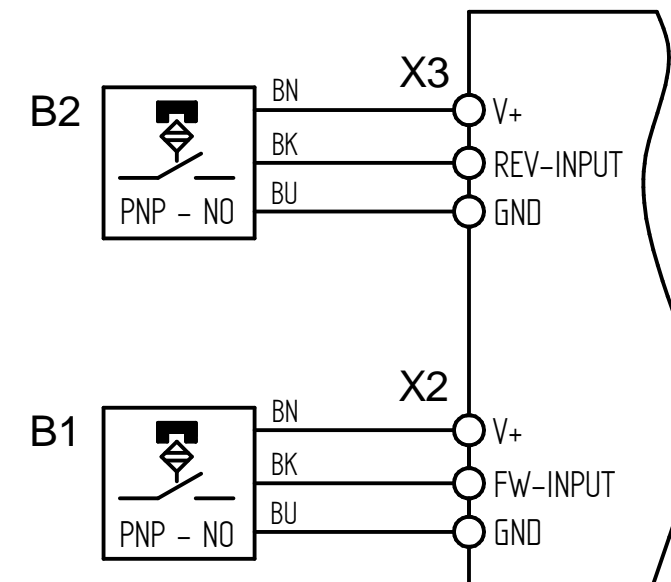 X3
B2
BN
V+
BK
REV-INPUT
PNP - NO
BU
GND
X2
B1
BN
V+
BK
FW-INPUT
PNP - NO
BU
GND